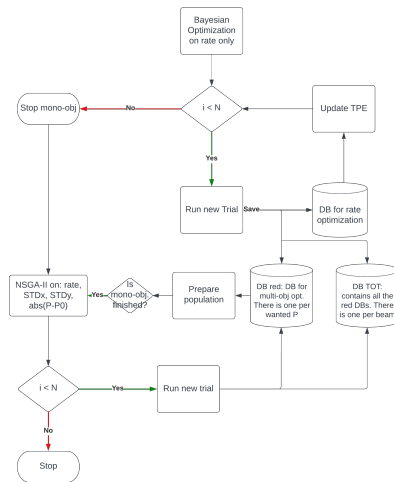 Bayesian
Optimization
on rate only
Stop mono-obj
No
i < N
Update TPE
Yes
Run new Trial
Save
DB for rate
optimization
NSGA-II on: rate,
STDx, STDy,
abs(P-P0)
Yes
Is
mono-obj
finished?
Prepare
population
DB red: DB for
multi-obj opt.
There is one per
wanted P
DB TOT:
contains all the
red DBs. There
is one per beam
i < N
Yes
Run new trial
No
Stop